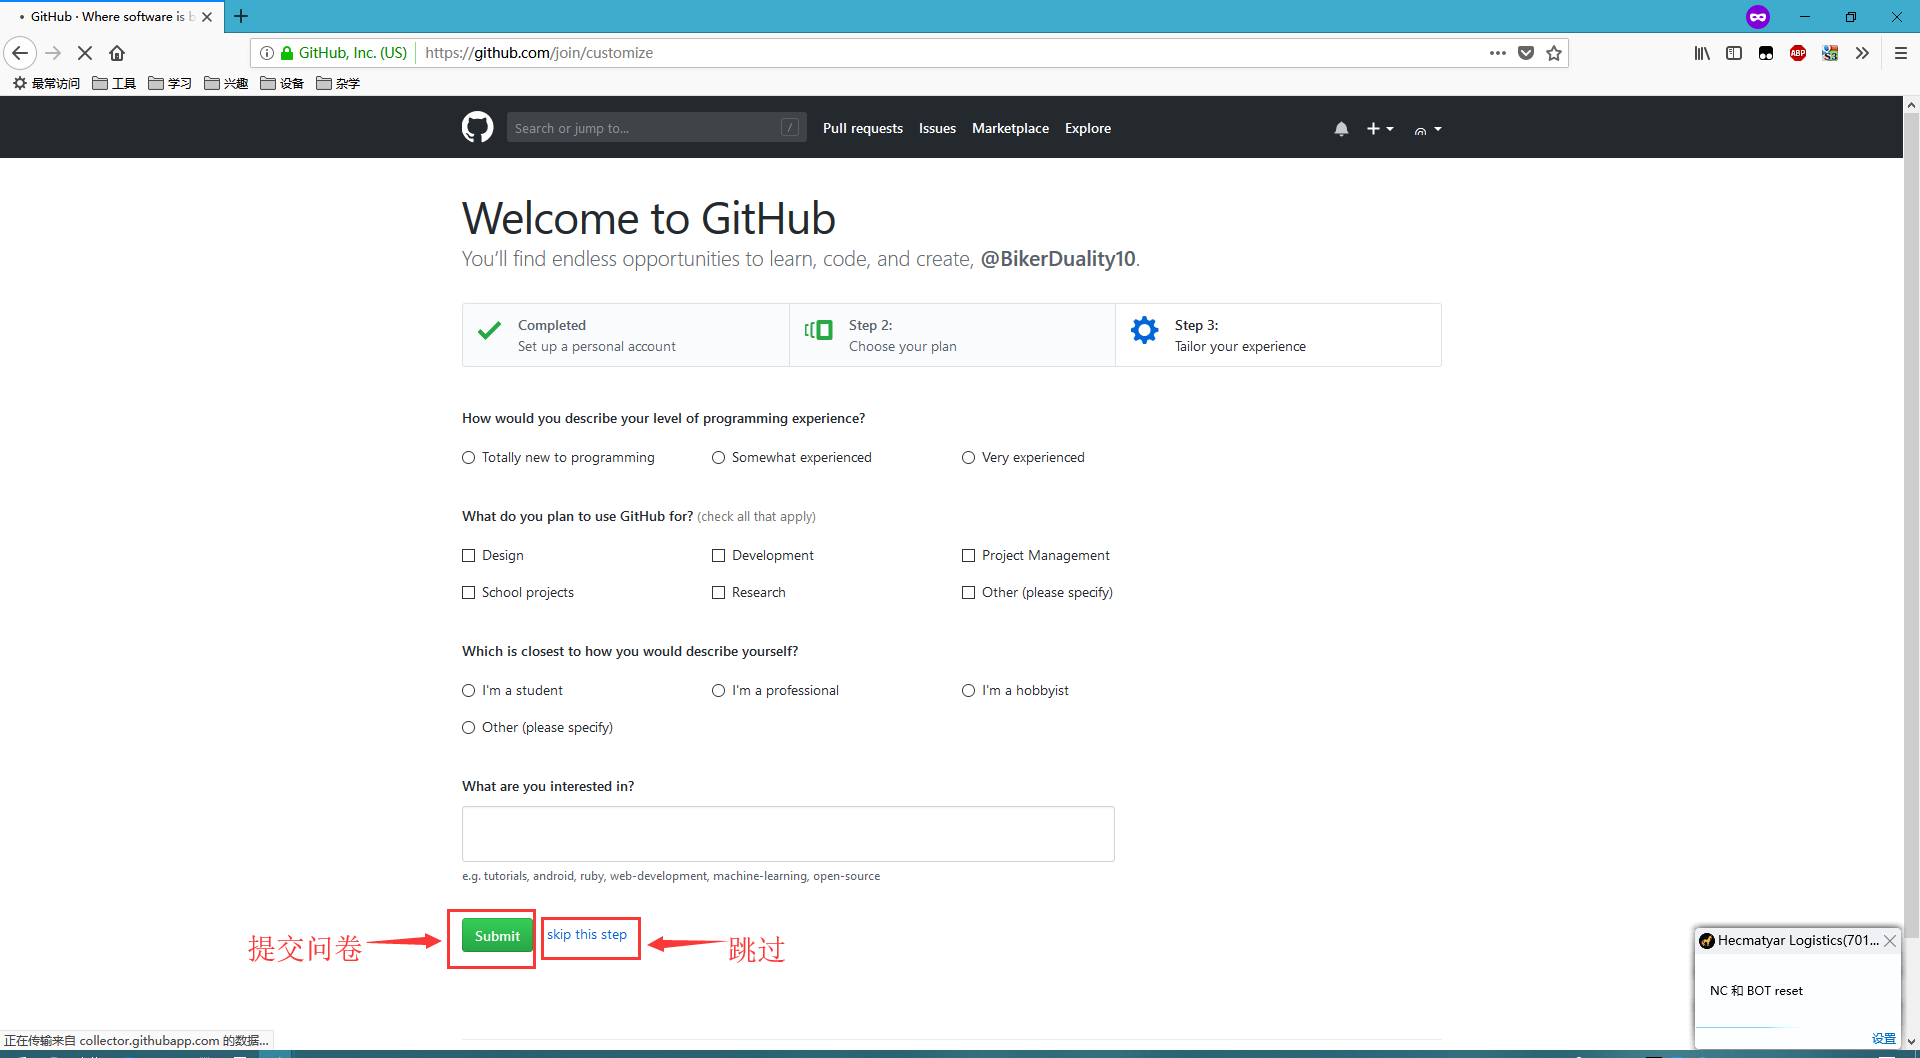 GitHub · Where software is b
GitHub, Inc. (US)
https://github.com/join/customize
最常访问
工具
学习
兴趣
设备
杂学
Search or jump to...
/
Pull requests
Issues
Marketplace
Explore
Welcome to GitHub
You'll find endless opportunities to learn, code, and create, @BikerDuality10.
Completed
Set up a personal account
Step 2:
Choose your plan
Step 3:
Tailor your experience
How would you describe your level of programming experience?
Totally new to programming
Somewhat experienced
Very experienced
What do you plan to use GitHub for? (check all that apply)
Design
Development
Project Management
School projects
Research
Other (please specify)
Which is closest to how you would describe yourself?
I'm a student
I'm a professional
I'm a hobbyist
Other (please specify)
What are you interested in?
e.g. tutorials, android, ruby, web-development, machine-learning, open-source
提交问卷
Submit
skip this step
跳过
Hecmatyar Logistics(701...
NC 和 BOT reset
设置
正在传输来自 collector.githubapp.com 的数据...
ABP